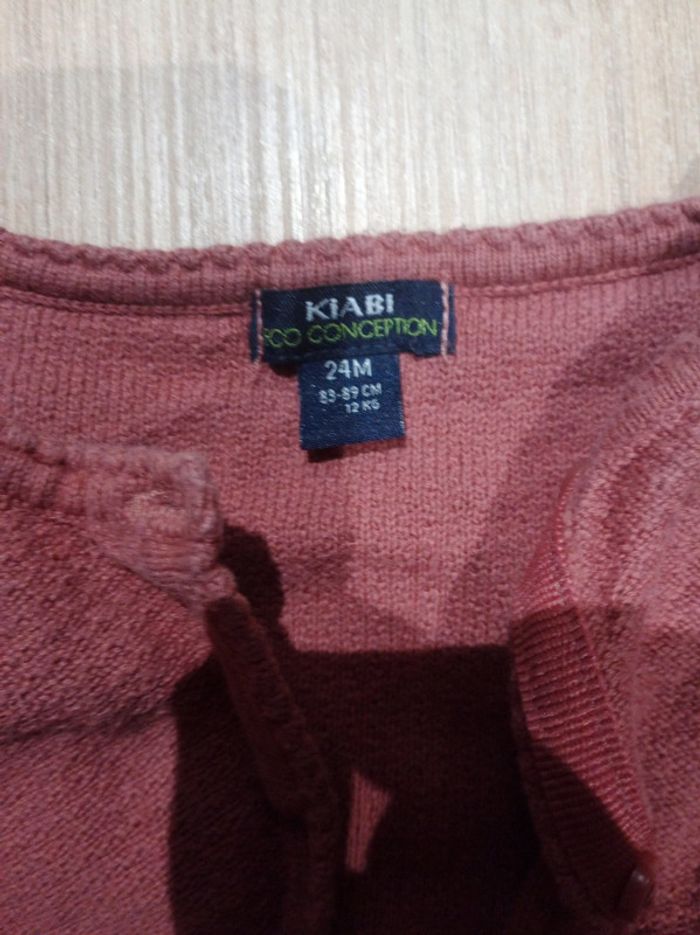 KiABI
ECO CONCEPTION
24M
83-89 CM
12 KG